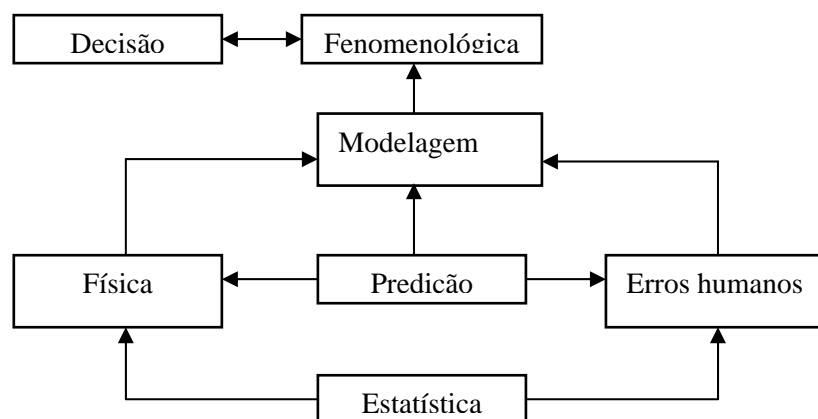 Decisão
Fenomenológica
Modelagem
Física
Predicão
Erros humanos
Estatística